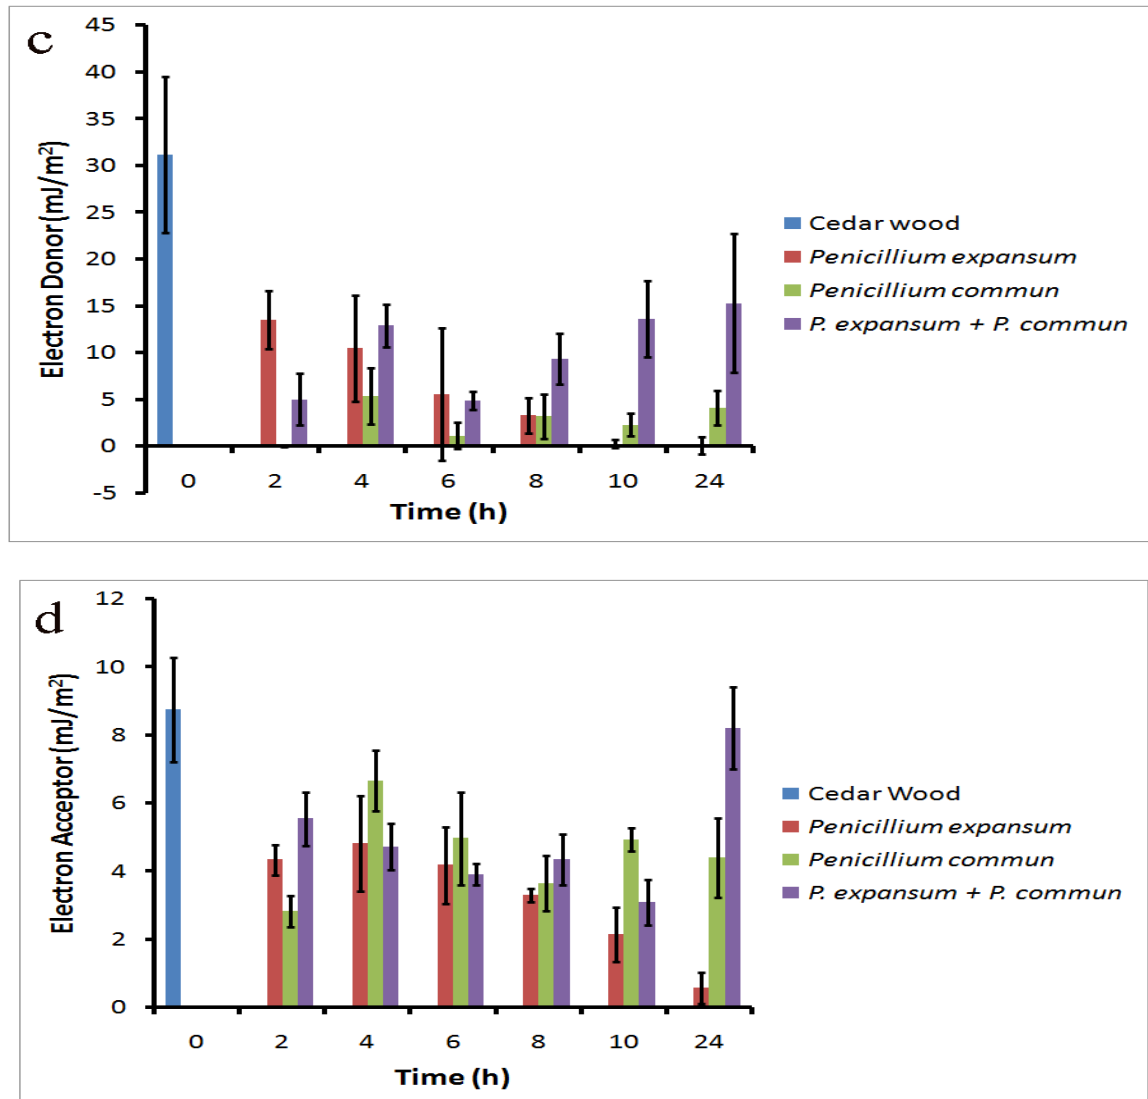 c
45
40
35
30
25
20
15
10
5
0
-5
Electron Donor (mJ/m²)
0 2 4 6 8 10 24
Time (h)
Cedar wood
Penicillium expansum
Penicillium commun
P. expansum + P. commun
d
12
10
8
6
4
2
0
Electron Acceptor (mJ/m²)
0 2 4 6 8 10 24
Time (h)
Cedar Wood
Penicillium expansum
Penicillium commun
P. expansum + P. commun